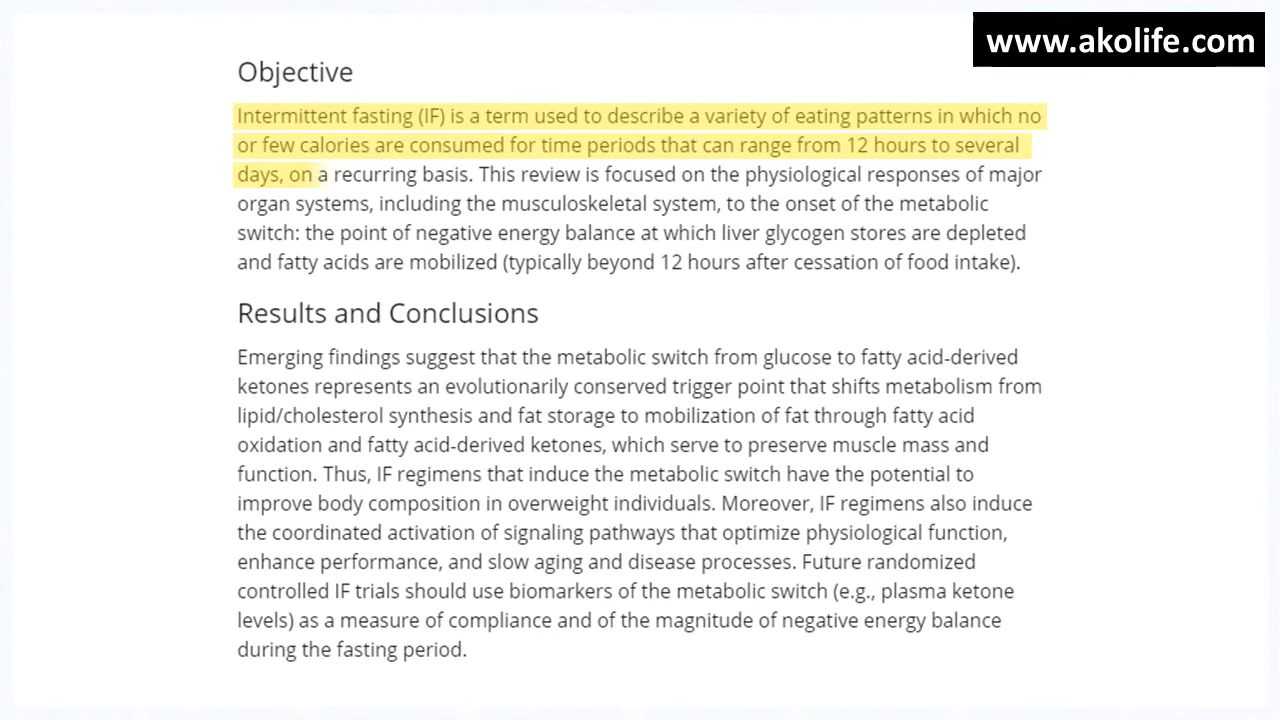 www.akolife.com
Objective
Intermittent fasting (IF) is a term used to describe a variety of eating patterns in which no
or few calories are consumed for time periods that can range from 12 hours to several
days, on a recurring basis. This review is focused on the physiological responses of major
organ systems, including the musculoskeletal system, to the onset of the metabolic
switch: the point of negative energy balance at which liver glycogen stores are depleted
and fatty acids are mobilized (typically beyond 12 hours after cessation of food intake).
Results and Conclusions
Emerging findings suggest that the metabolic switch from glucose to fatty acid-derived
ketones represents an evolutionarily conserved trigger point that shifts metabolism from
lipid/cholesterol synthesis and fat storage to mobilization of fat through fatty acid
oxidation and fatty acid-derived ketones, which serve to preserve muscle mass and
function. Thus, IF regimens that induce the metabolic switch have the potential to
improve body composition in overweight individuals. Moreover, IF regimens also induce
the coordinated activation of signaling pathways that optimize physiological function,
enhance performance, and slow aging and disease processes. Future randomized
controlled IF trials should use biomarkers of the metabolic switch (e.g., plasma ketone
levels) as a measure of compliance and of the magnitude of negative energy balance
during the fasting period.